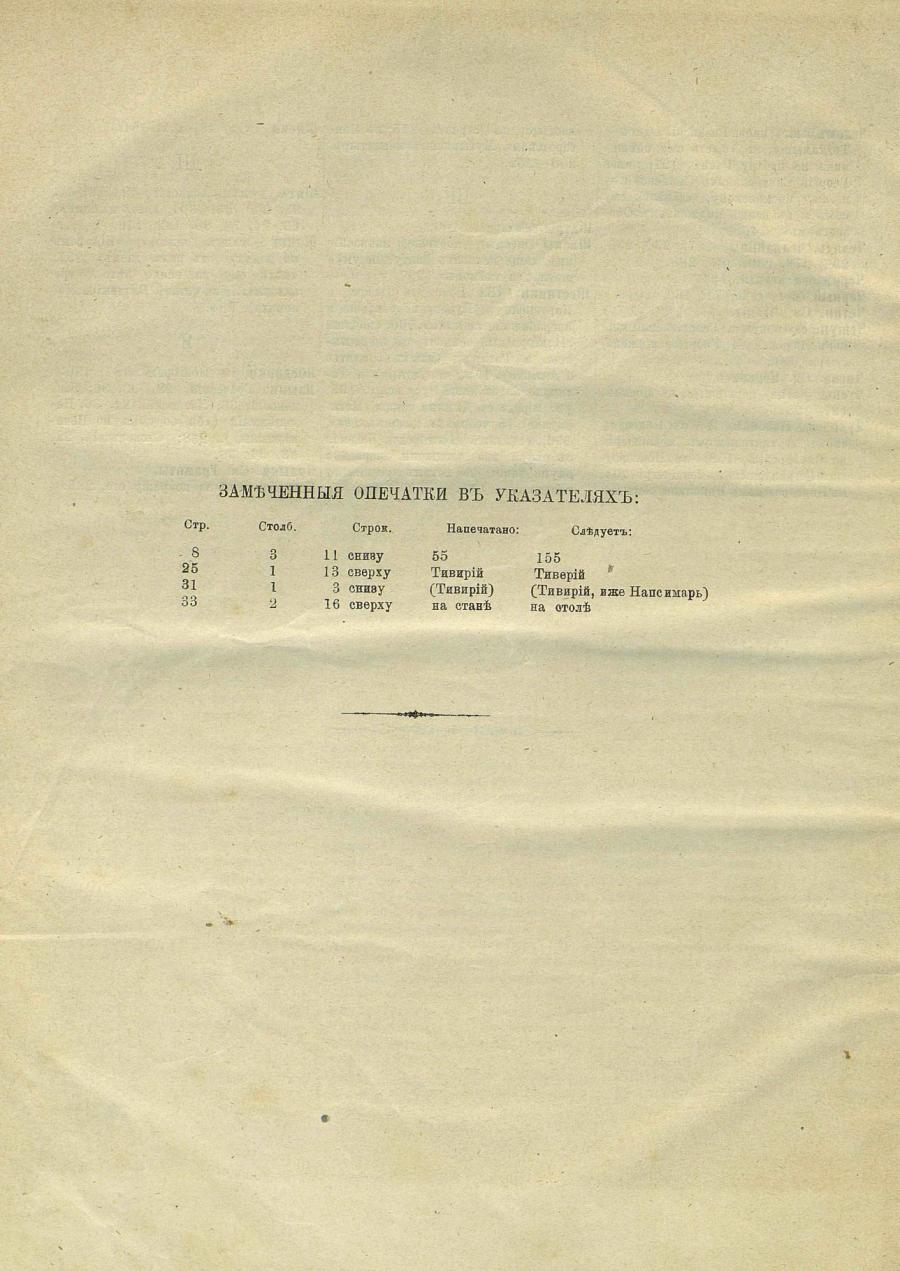 ЗАМѢЧЕННЫЯ ОПЕЧАТКИ ВЪ УКАЗАТЕЛЯХЪ:
Стр. Столб. Строк. Напечатано: Слѣдуетъ:
8 3 11 снизу 55 155
25 1 13 сверху Тивирій Тиверій
31 1 3 снизу (Тивирій) (Тивирій, иже Напсимарь)
33 2 16 сверху на станѣ на столѣ